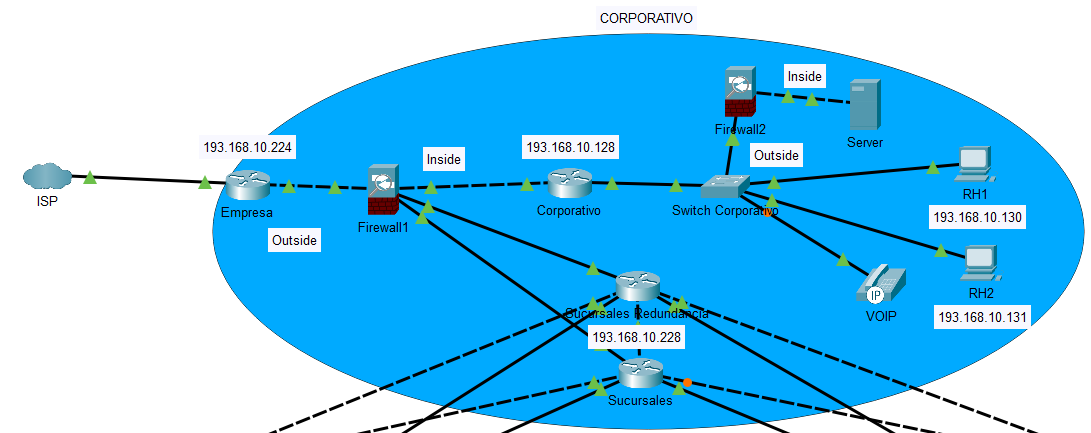 CORPORATIVO
Inside
Firewall2
Server
193.168.10.224
Inside
193.168.10.128
Outside
ISP
Empresa
Outside
Firewall1
Corporativo
Switch Corporativo
RH1
193.168.10.130
RH2
193.168.10.131
IP
VOIP
Sucursales Redundancia
193.168.10.228
Sucursales